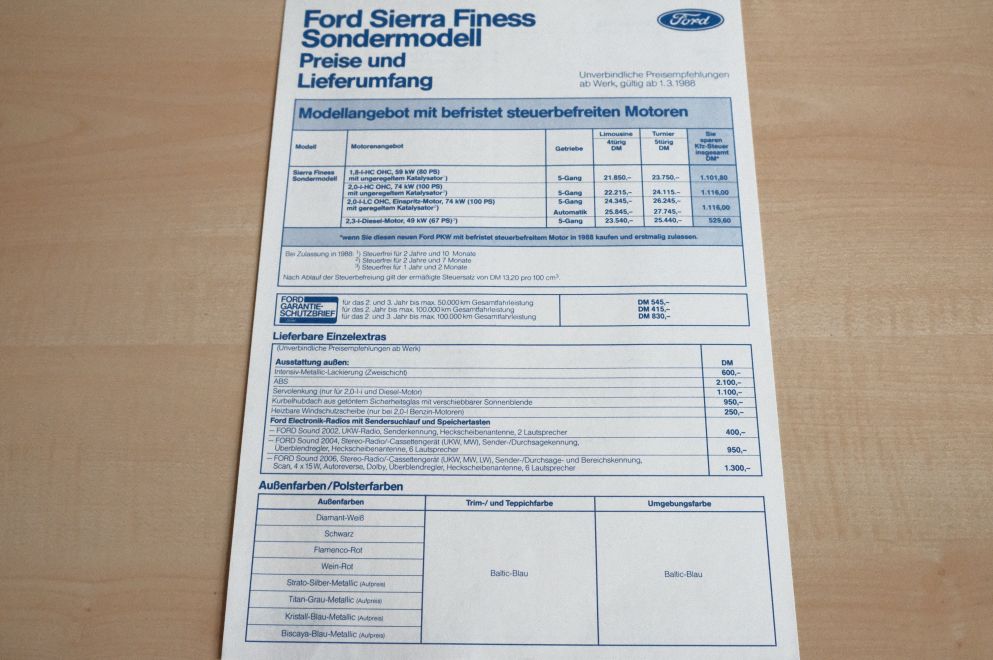 Ford Sierra Finess
Sondermodell
Preise und
Lieferumfang
Ford
Unverbindliche Preisempfehlungen
ab Werk, gültig ab 1.3.1988
Modellangebot mit befristet steuerbefreiten Motoren
Modell Motorenangebot Getriebe Limousine 4türig DM Turnier 5türig DM Sie sparen Kfz-Steuer insgesamt DM*
Sierra Finess Sondermodell
1,8-l-HC OHC, 59 kW (80 PS)
mit ungeregeltem Katalysator¹) 5-Gang 21.850,– 23.750,– 1.101,80
2,0-l-HC OHC, 74 kW (100 PS)
mit ungeregeltem Katalysator¹) 5-Gang 22.215,– 24.115,– 1.116,00
2,0-l-LC OHC, Einspritz-Motor, 74 kW (100 PS) 5-Gang 24.345,– 26.245,– 1.116,00
mit geregeltem Katalysator²) Automatik 25.845,– 27.745,–
2,3-l-Diesel-Motor, 49 kW (67 PS)³) 5-Gang 23.540,– 25.440,– 529,60
*wenn Sie diesen neuen Ford PKW mit befristet steuerbefreitem Motor in 1988 kaufen und erstmalig zulassen.
Bei Zulassung in 1988: ¹) Steuerfrei für 2 Jahre und 10 Monate
²) Steuerfrei für 2 Jahre und 7 Monate
³) Steuerfrei für 1 Jahr und 2 Monate
Nach Ablauf der Steuerbefreiung gilt der ermäßigte Steuersatz von DM 13,20 pro 100 cm³.
FORD
GARANTIE-
SCHUTZBRIEF
für das 2. und 3. Jahr bis max. 50.000 km Gesamtfahrleistung DM 545,–
für das 2. Jahr bis max. 100.000 km Gesamtfahrleistung DM 415,–
für das 2. und 3. Jahr bis max. 100.000 km Gesamtfahrleistung DM 830,–
Lieferbare Einzelextras
(Unverbindliche Preisempfehlungen ab Werk)
Ausstattung außen: DM
Intensiv-Metallic-Lackierung (Zweischicht) 600,–
ABS 2.100,–
Servolenkung (nur für 2,0-l-i und Diesel-Motor) 1.100,–
Kurbelhubdach aus getöntem Sicherheitsglas mit verschiebbarer Sonnenblende 950,–
Heizbare Windschutzscheibe (nur bei 2,0-l Benzin-Motoren) 250,–
Ford Electronik-Radios mit Sendersuchlauf und Speichertasten
– FORD Sound 2002, UKW-Radio, Senderkennung, Heckscheibenantenne, 2 Lautsprecher 400,–
– FORD Sound 2004, Stereo-Radio/-Cassettengerät (UKW, MW), Sender-/Durchsagekennung,
Überblendregler, Heckscheibenantenne, 6 Lautsprecher 950,–
– FORD Sound 2006, Stereo-Radio/-Cassettengerät (UKW, MW, LW), Sender-/Durchsage- und Bereichskennung,
Scan, 4 x 15 W, Autoreverse, Dolby, Überblendregler, Heckscheibenantenne, 6 Lautsprecher 1.300,–
Außenfarben/Polsterfarben
Außenfarben Trim-/ und Teppichfarbe Umgebungsfarbe
Diamant-Weiß
Schwarz
Flamenco-Rot
Wein-Rot
Baltic-Blau Baltic-Blau
Strato-Silber-Metallic (Aufpreis)
Titan-Grau-Metallic (Aufpreis)
Kristall-Blau-Metallic (Aufpreis)
Biscaya-Blau-Metallic (Aufpreis)